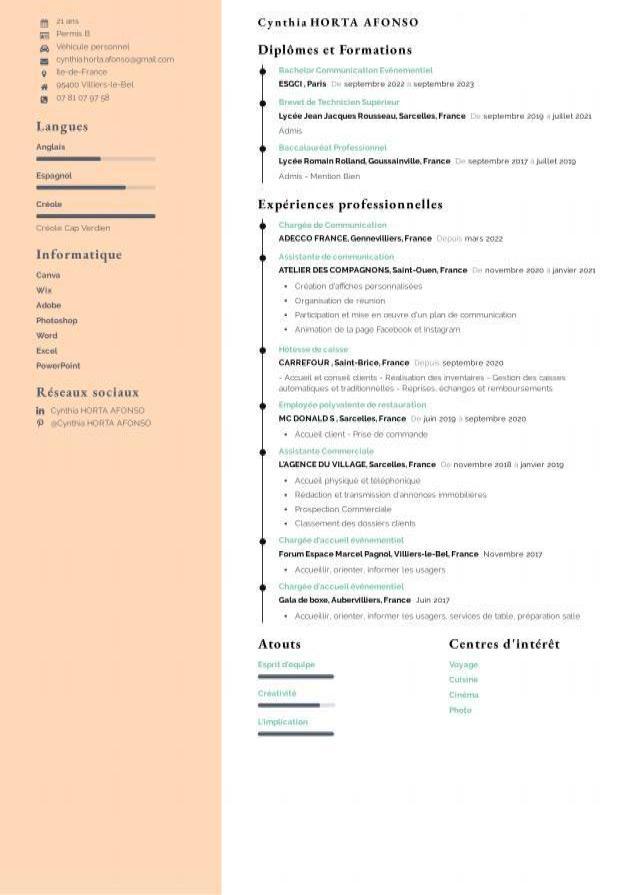 21 ans
Permis B
Véhicule personnel
cynthia.horta.afonso@gmail.com
Île-de-France
95400 Villiers-le-Bel
07 81 07 97 58
Langues
Anglais
Espagnol
Créole
Créole Cap Verdien
Informatique
Canva
Wix
Adobe
Photoshop
Word
Excel
PowerPoint
Réseaux sociaux
Cynthia HORTA AFONSO
@Cynthia HORTA AFONSO
Cynthia HORTA AFONSO
Diplômes et Formations
Bachelor Communication Evénementiel
ESGCI , Paris De septembre 2022 à septembre 2023
Brevet de Technicien Supérieur
Lycée Jean Jacques Rousseau, Sarcelles, France De septembre 2019 à juillet 2021
Admis
Baccalauréat Professionnel
Lycée Romain Rolland, Goussainville, France De septembre 2017 à juillet 2019
Admis - Mention Bien
Expériences professionnelles
Chargée de Communication
ADECCO FRANCE, Gennevilliers, France Depuis mars 2022
Assistante de communication
ATELIER DES COMPAGNONS, Saint-Ouen, France De novembre 2020 à janvier 2021
• Création d'affiches personnalisées
• Organisation de réunion
• Participation et mise en œuvre d'un plan de communication
• Animation de la page Facebook et Instagram
Hôtesse de caisse
CARREFOUR , Saint-Brice, France Depuis septembre 2020
- Accueil et conseil clients - Réalisation des inventaires - Gestion des caisses
automatiques et traditionnelles - Reprises, échanges et remboursements
Employée polyvalente de restauration
MC DONALD S , Sarcelles, France De juin 2019 à septembre 2020
• Accueil client - Prise de commande
Assistante Commerciale
L'AGENCE DU VILLAGE, Sarcelles, France De novembre 2018 à janvier 2019
• Accueil physique et téléphonique
• Rédaction et transmission d'annonces immobilières
• Prospection Commerciale
• Classement des dossiers clients
Chargée d'accueil événementiel
Forum Espace Marcel Pagnol, Villiers-le-Bel, France Novembre 2017
• Accueillir, orienter, informer les usagers
Chargée d'accueil événementiel
Gala de boxe, Aubervilliers, France Juin 2017
• Accueillir, orienter, informer les usagers, services de table, préparation salle
Atouts
Esprit d'équipe
Créativité
L'implication
Centres d'intérêt
Voyage
Cuisine
Cinéma
Photo